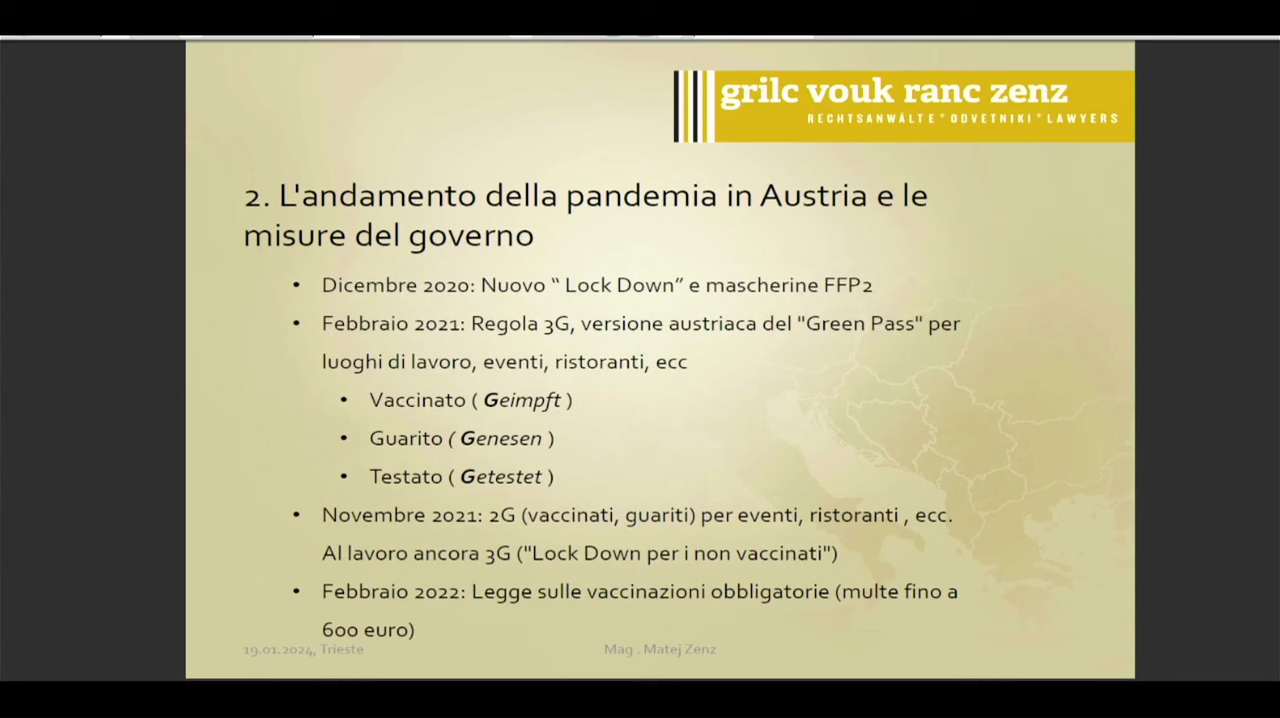 grilc vouk ranc zenz
RECHTSANWÄLTE * ODVETNIKI * LAWYERS
2. L'andamento della pandemia in Austria e le
misure del governo
• Dicembre 2020: Nuovo “ Lock Down” e mascherine FFP2
• Febbraio 2021: Regola 3G, versione austriaca del "Green Pass" per
luoghi di lavoro, eventi, ristoranti, ecc
• Vaccinato ( Geimpft )
• Guarito ( Genesen )
• Testato ( Getestet )
• Novembre 2021: 2G (vaccinati, guariti) per eventi, ristoranti , ecc.
Al lavoro ancora 3G ("Lock Down per i non vaccinati")
• Febbraio 2022: Legge sulle vaccinazioni obbligatorie (multe fino a
600 euro)
19.01.2024, Trieste
Mag . Matej Zenz